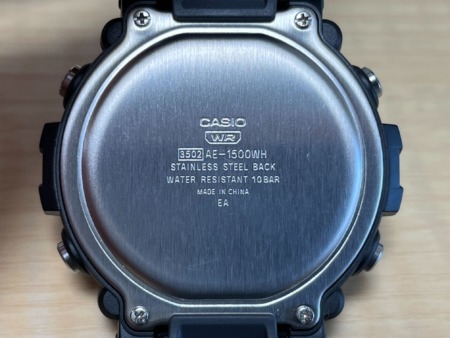 CASIO
WR
3502 AE-1500WH
STAINLESS STEEL BACK
WATER RESISTANT 10BAR
MADE IN CHINA
EA